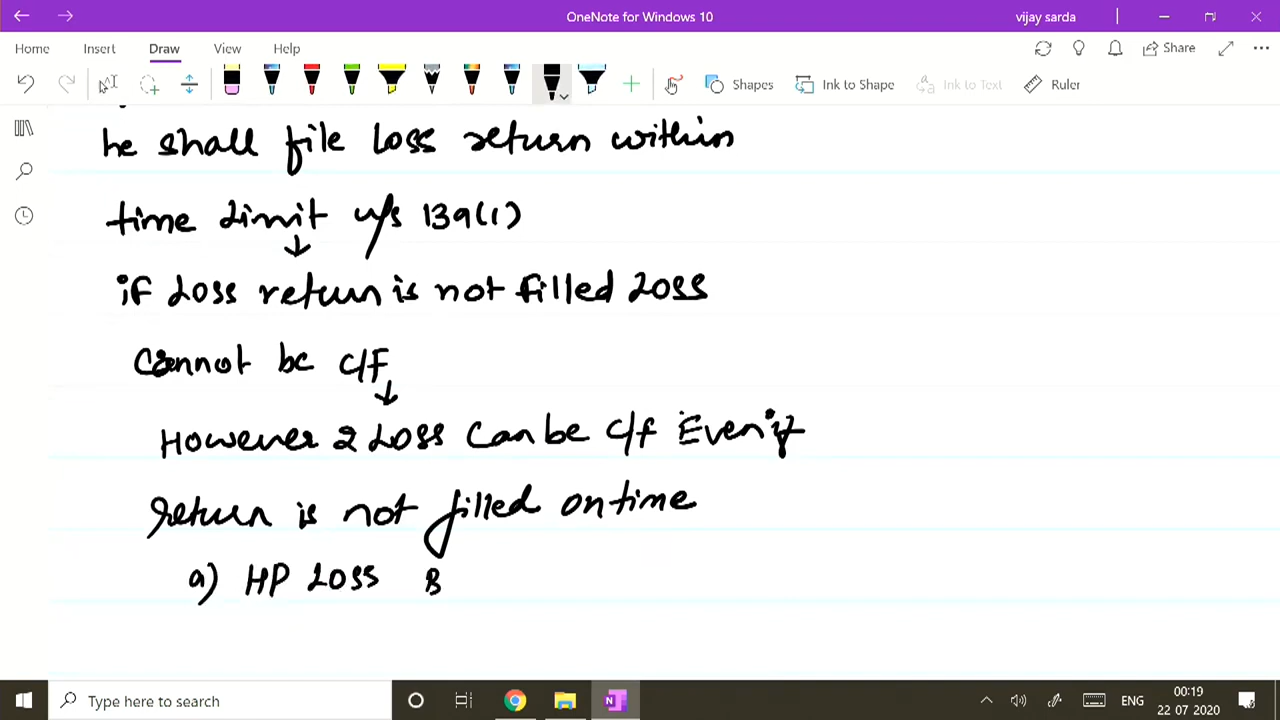 OneNote for Windows 10
vijay sarda
Home Insert Draw View Help
Share
Shapes Ink to Shape Ink to Text Ruler
he shall file Loss return within
time Limit u/s 139(1)
if Loss return is not filled Loss
Cannot be C/F
However 2 Loss Can be C/f Even if
return is not filled on time
a) HP Loss B
Type here to search
ENG
00:19
22-07-2020